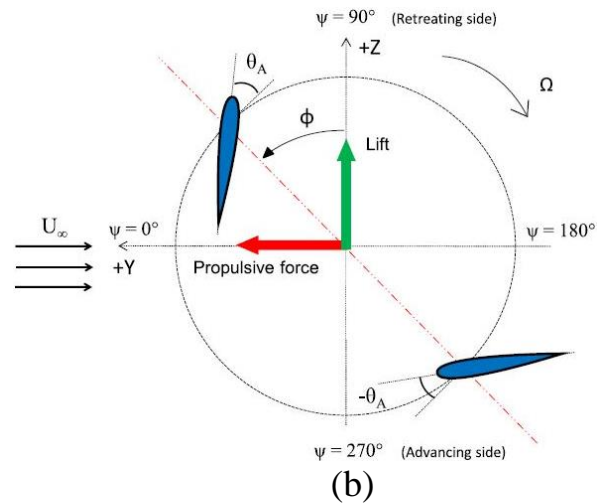 ψ = 90° (Retreating side)
+Z
θA
Ω
ϕ
Lift
U∞
ψ = 0°
ψ = 180°
+Y
Propulsive force
-θA
ψ = 270° (Advancing side)
(b)